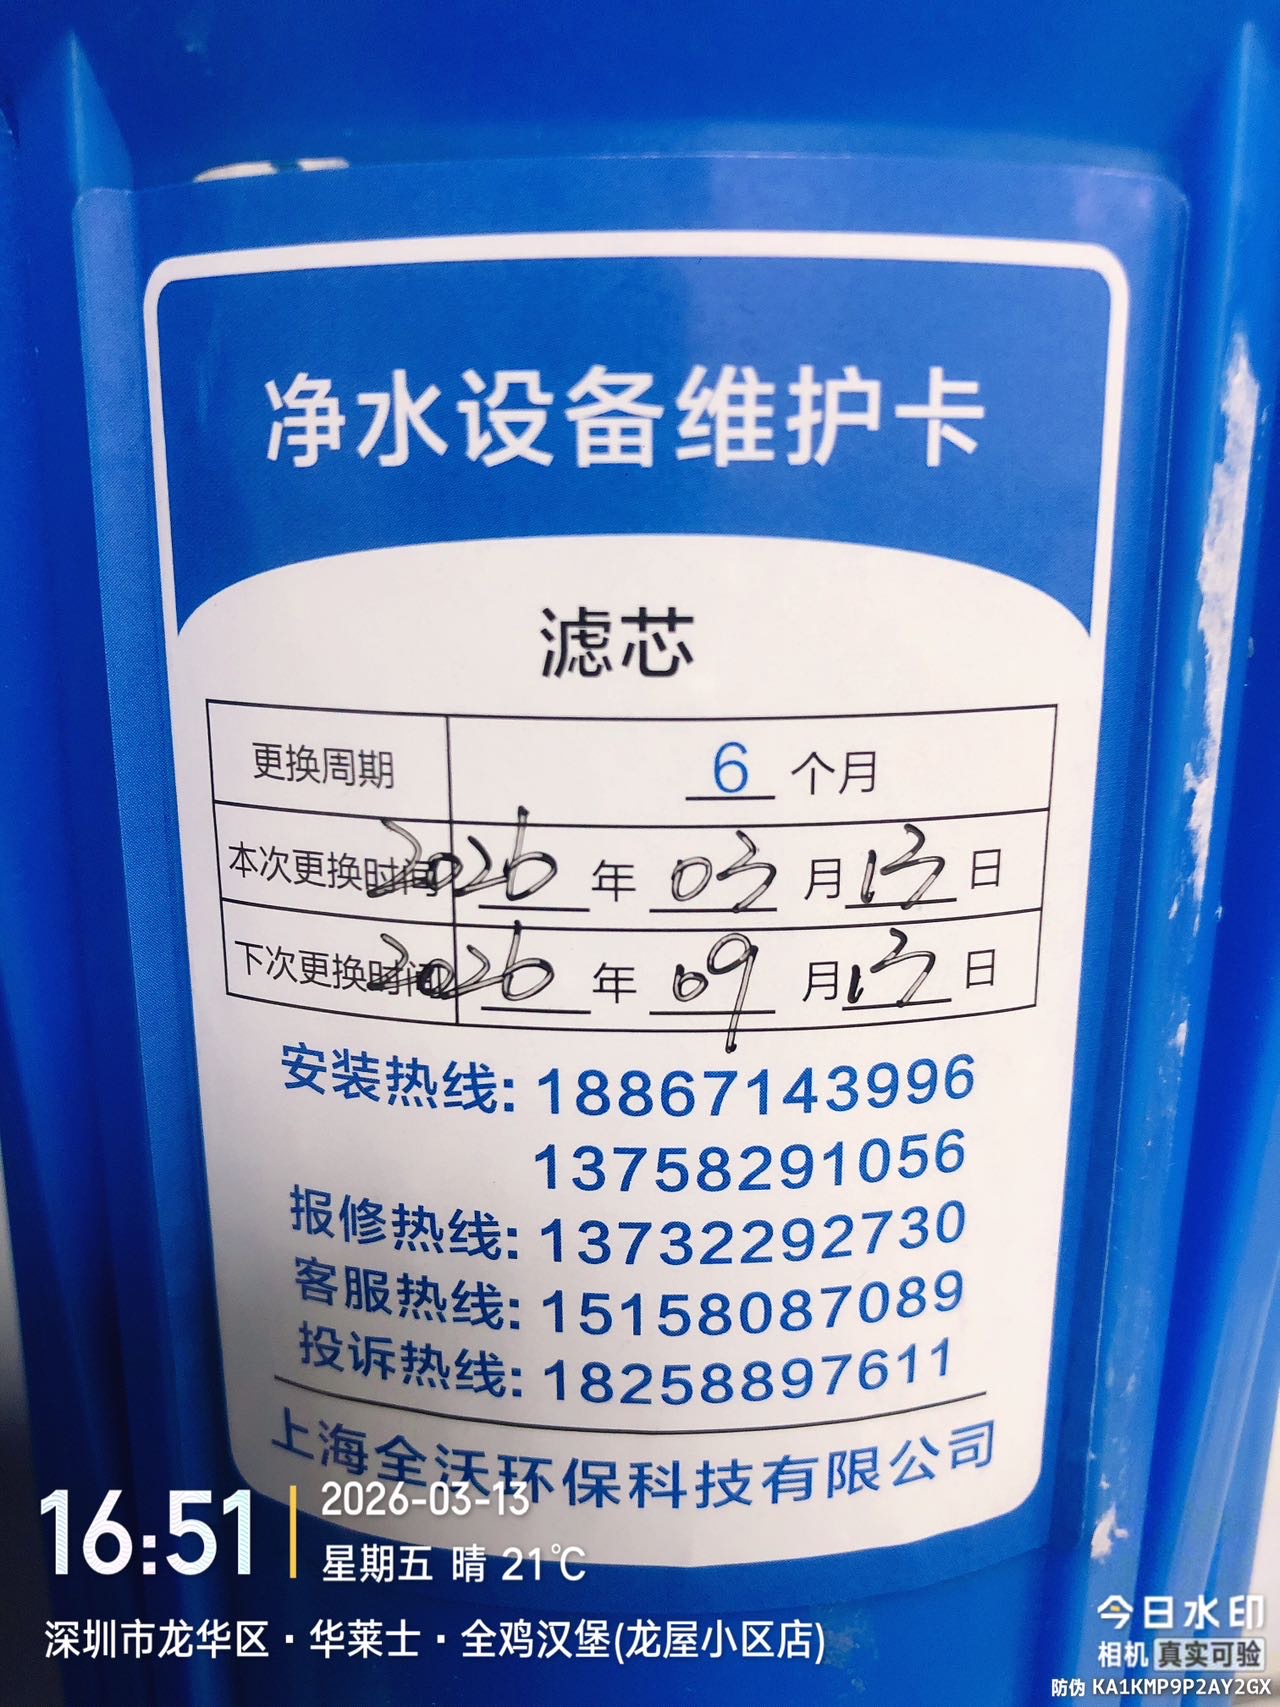 净水设备维护卡
滤芯
更换周期 6 个月
本次更换时间 2026 年 03 月 13 日
下次更换时间 2026 年 09 月 13 日
安装热线: 18867143996
13758291056
报修热线: 13732292730
客服热线: 15158087089
投诉热线: 18258897611
上海全沃环保科技有限公司
16:51 2026-03-13
星期五 晴 21℃
深圳市龙华区·华莱士·全鸡汉堡(龙屋小区店)
今日水印
相机 真实可验
防伪 KA1KMP9P2AY2GX